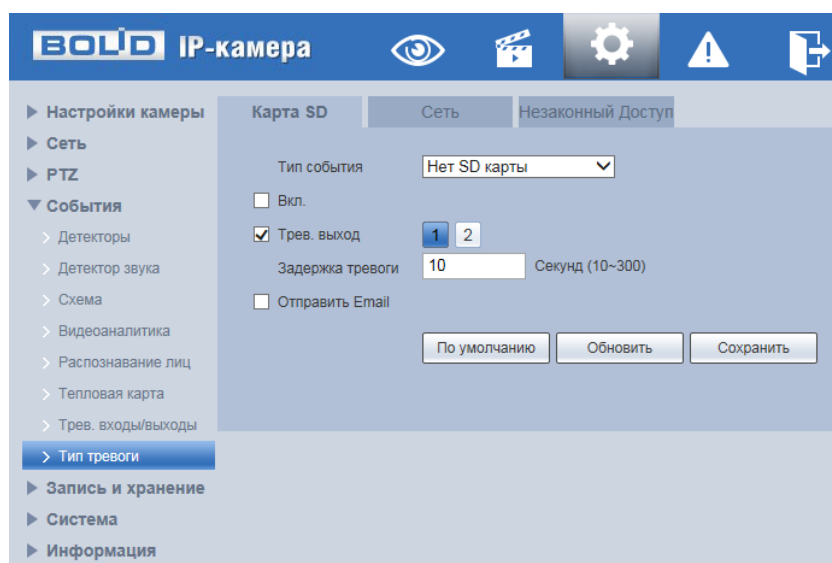 BOLID IP-камера
Настройки камеры
Сеть
PTZ
События
Детекторы
Детектор звука
Схема
Видеоаналитика
Распознавание лиц
Тепловая карта
Трев. входы/выходы
Тип тревоги
Запись и хранение
Система
Информация
Карта SD
Сеть
Незаконный Доступ
Тип события
Нет SD карты
Вкл.
Трев. выход
1
2
Задержка тревоги
10
Секунд (10~300)
Отправить Email
По умолчанию
Обновить
Сохранить